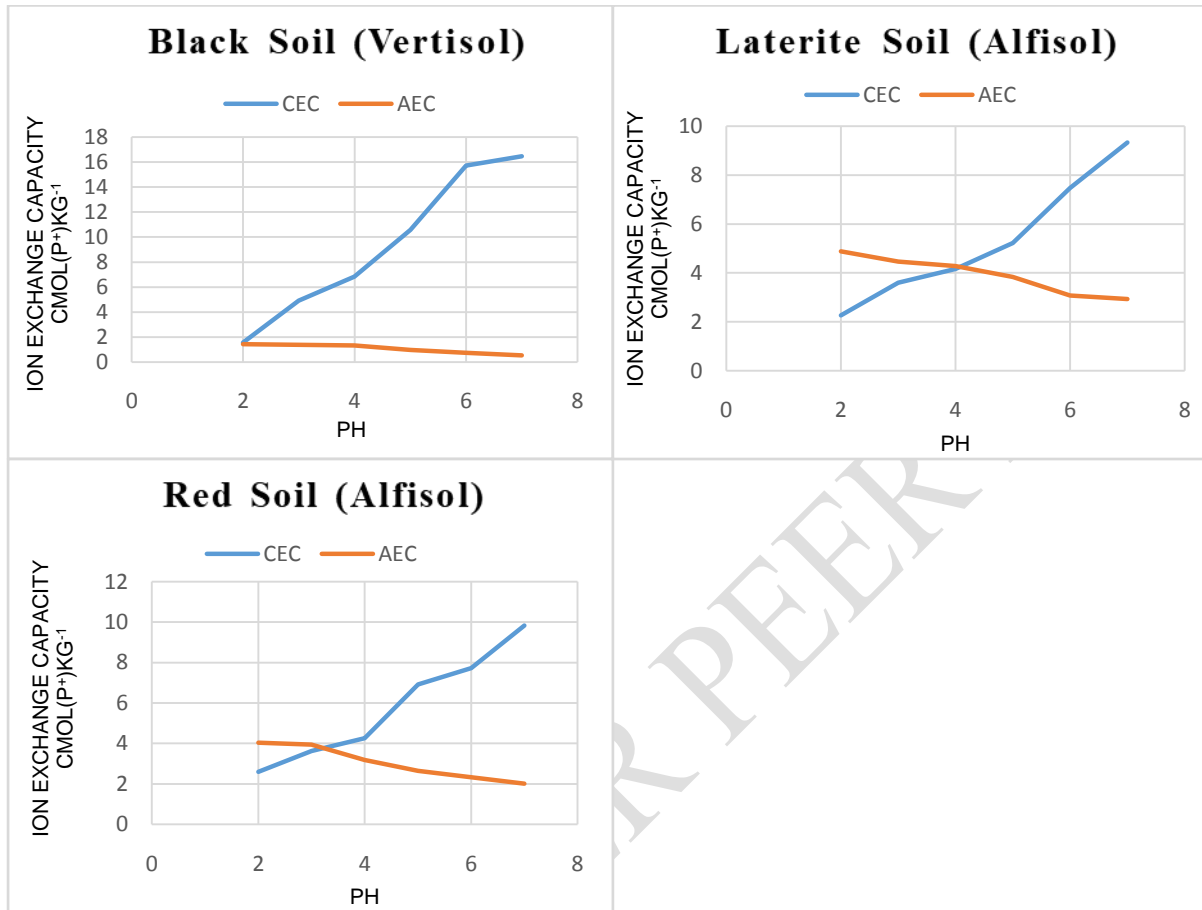 Black Soil (Vertisol)
CEC AEC
ION EXCHANGE CAPACITY
CMOL(P⁺)KG⁻¹
18
16
14
12
10
8
6
4
2
0
0 2 4 6 8
PH
Laterite Soil (Alfisol)
CEC AEC
ION EXCHANGE CAPACITY
CMOL(P⁺)KG⁻¹
10
8
6
4
2
0
0 2 4 6 8
PH
Red Soil (Alfisol)
CEC AEC
ION EXCHANGE CAPACITY
CMOL(P⁺)KG⁻¹
12
10
8
6
4
2
0
0 2 4 6 8
PH
PEER